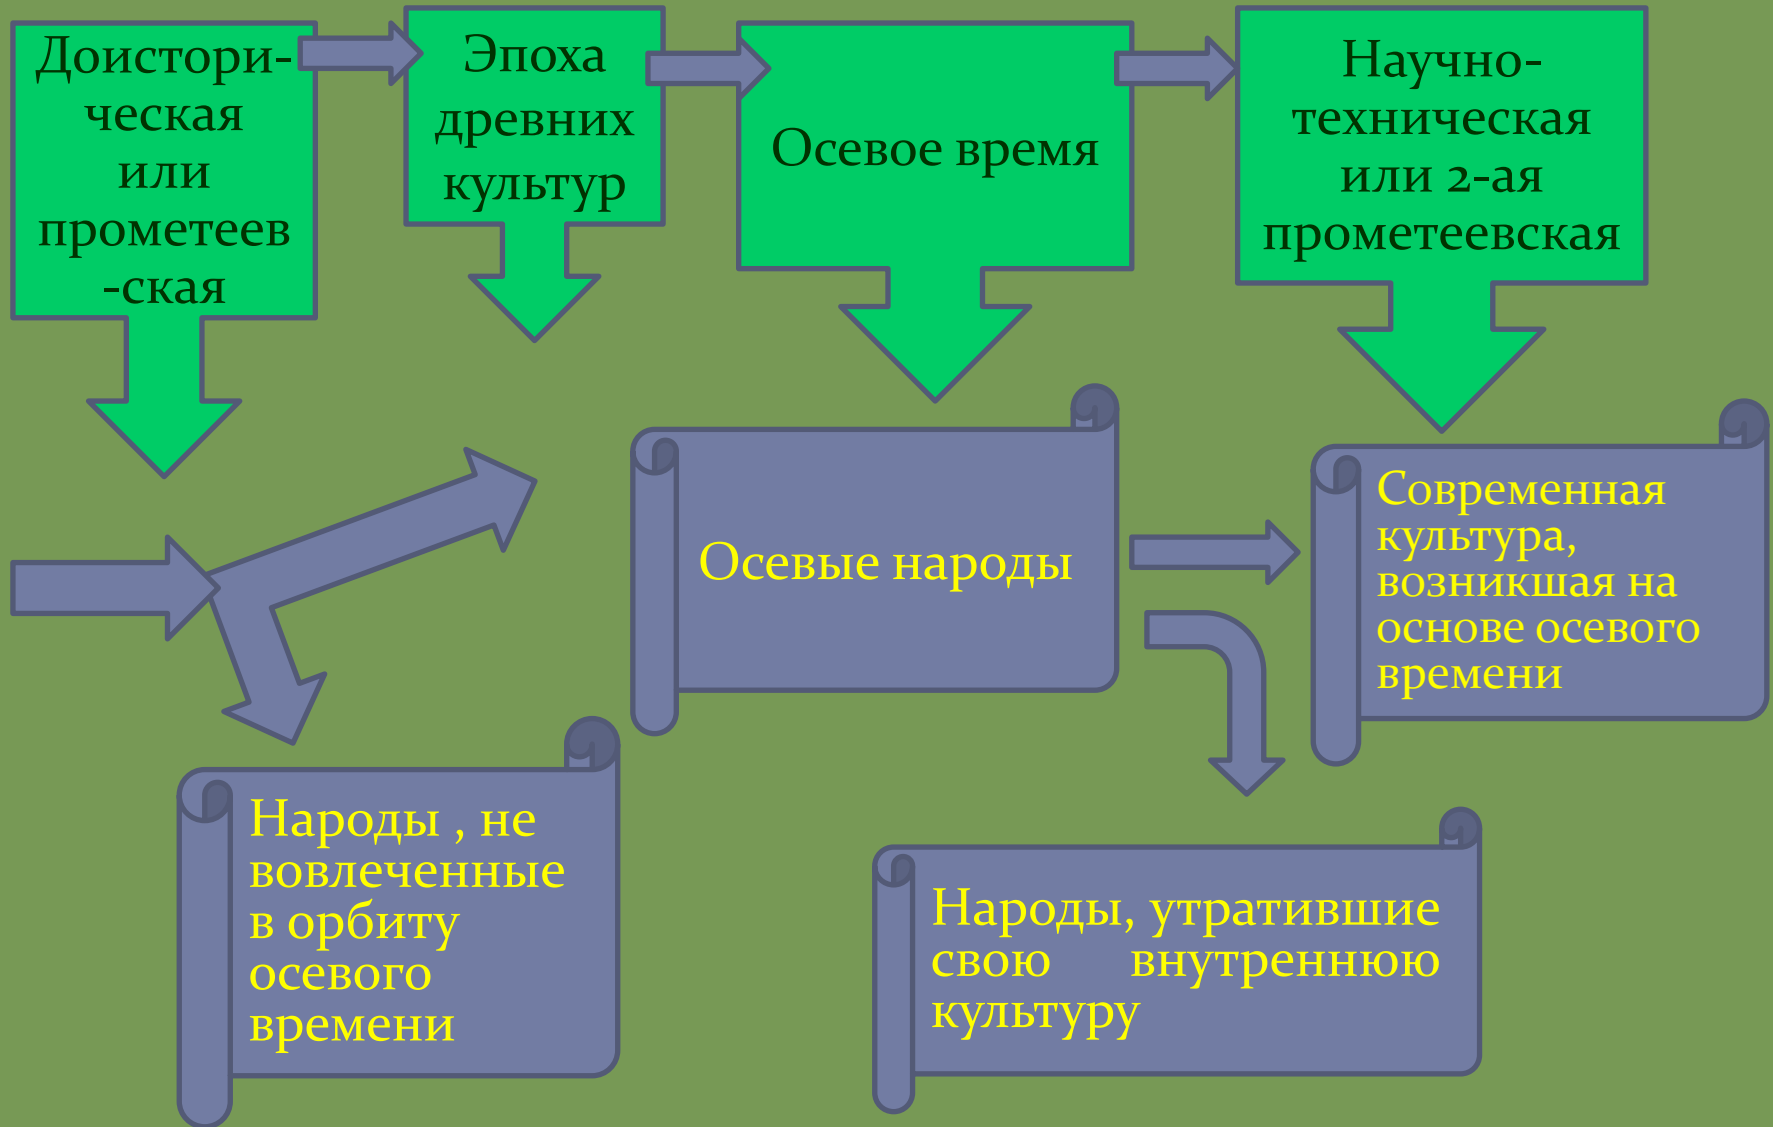 Доистори-
ческая
или
прометеев
-ская
Эпоха
древних
культур
Осевое время
Научно-
техническая
или 2-ая
прометеевская
Осевые народы
Современная
культура,
возникшая на
основе осевого
времени
Народы , не
вовлеченные
в орбиту
осевого
времени
Народы, утратившие
свою внутреннюю
культуру